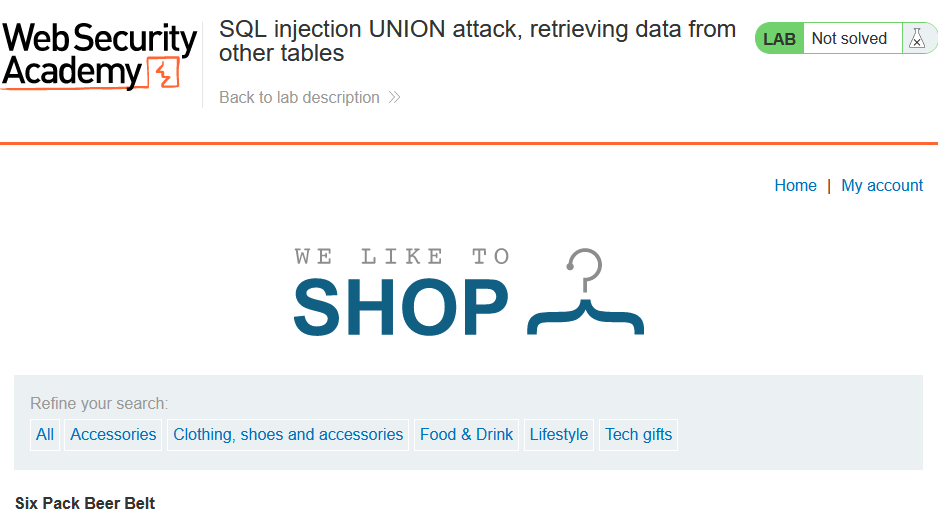 Web Security
Academy
SQL injection UNION attack, retrieving data from
other tables
Back to lab description
LAB Not solved
Home | My account
WE LIKE TO
SHOP
Refine your search:
All Accessories Clothing, shoes and accessories Food & Drink Lifestyle Tech gifts
Six Pack Beer Belt